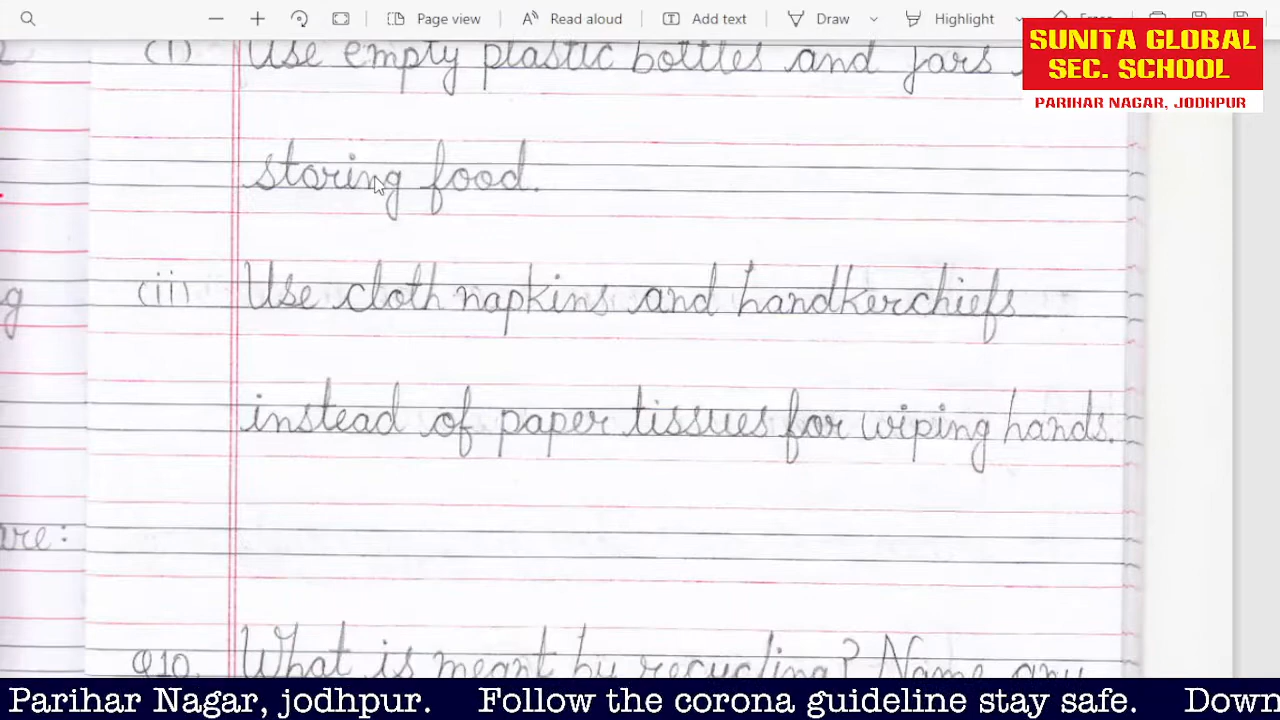 Page view
Read aloud
Add text
Draw
Highlight
SUNITA GLOBAL
SEC. SCHOOL
PARIHAR NAGAR, JODHPUR
(i) Use empty plastic bottles and jars
storing food.
(ii) Use cloth napkins and handkerchiefs
instead of paper tissues for wiping hands.
Q10. What is meant by recycling? Name any
Parihar Nagar, jodhpur. Follow the corona guideline stay safe. Down